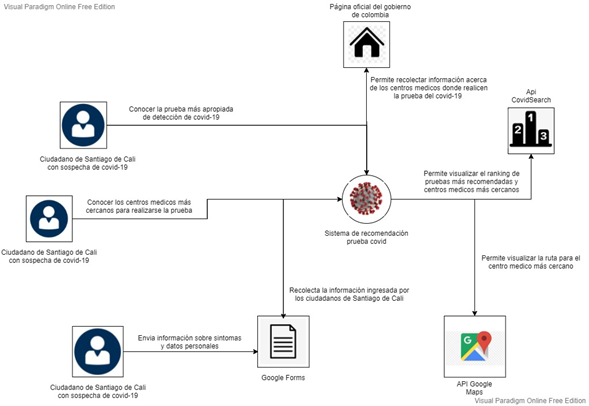 Visual Paradigm Online Free Edition
Página oficial del gobierno
de colombia
Permite recolectar información acerca
de los centros medicos donde realicen
la prueba del covid-19
Api
CovidSearch
1
2
3
Conocer la prueba más apropiada
de detección de covid-19
Ciudadano de Santiago de Cali
con sospecha de covid-19
Permite visualizar el ranking de
pruebas más recomendadas y
centros medicos más cercanos
Conocer los centros medicos más
cercanos para realizarse la prueba
Sistema de recomendación
prueba covid
Ciudadano de Santiago de Cali
con sospecha de covid-19
Permite visualizar la ruta para el
centro medico más cercano
Recolecta la información ingresada por
los ciudadanos de Santiago de Cali
Envia información sobre sintomas
y datos personales
Google Forms
Ciudadano de Santiago de Cali
con sospecha de covid-19
API Google
Maps
Visual Paradigm Online Free Edition